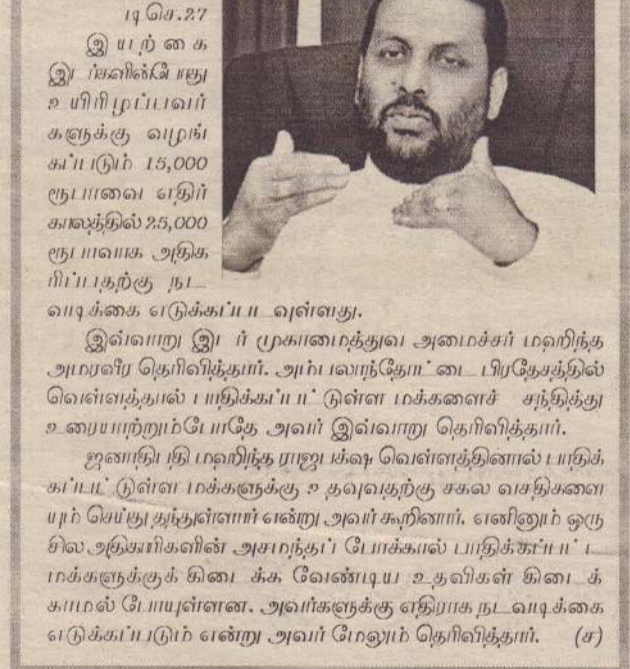 டி செ.27
இ யற் கை
இடர்களின்போது
உயிரிழப்பவர்
களுக்கு வழங்
கப்படும் 15,000
ரூபாவை எதிர்
காலத்தில் 25,000
ரூபாவாக அதிக
ரிப்பதற்கு நட
வடிக்கை எடுக்கப்படவுள்ளது.
இவ்வாறு இடர் முகாமைத்துவ அமைச்சர் மஹிந்த
அமரவீர தெரிவித்தார். அம்பலாந்தோட்டை பிரதேசத்தில்
வெள்ளத்தால் பாதிக்கப்பட்டுள்ள மக்களைச் சந்தித்து
உரையாற்றும்போதே அவர் இவ்வாறு தெரிவித்தார்.
ஜனாதிபதி மஹிந்த ராஜபக்ஷ வெள்ளத்தினால் பாதிக்
கப்பட்டுள்ள மக்களுக்கு உதவுவதற்கு சகல வசதிகளை
யும் செய்து தந்துள்ளார் என்று அவர் கூறினார். எனினும் ஒரு
சில அதிகாரிகளின் அசமந்தப் போக்கால் பாதிக்கப்பட்ட
மக்களுக்குக் கிடைக்க வேண்டிய உதவிகள் கிடைக்
காமல் போயுள்ளன. அவர்களுக்கு எதிராக நடவடிக்கை
எடுக்கப்படும் என்று அவர் மேலும் தெரிவித்தார். (ச)